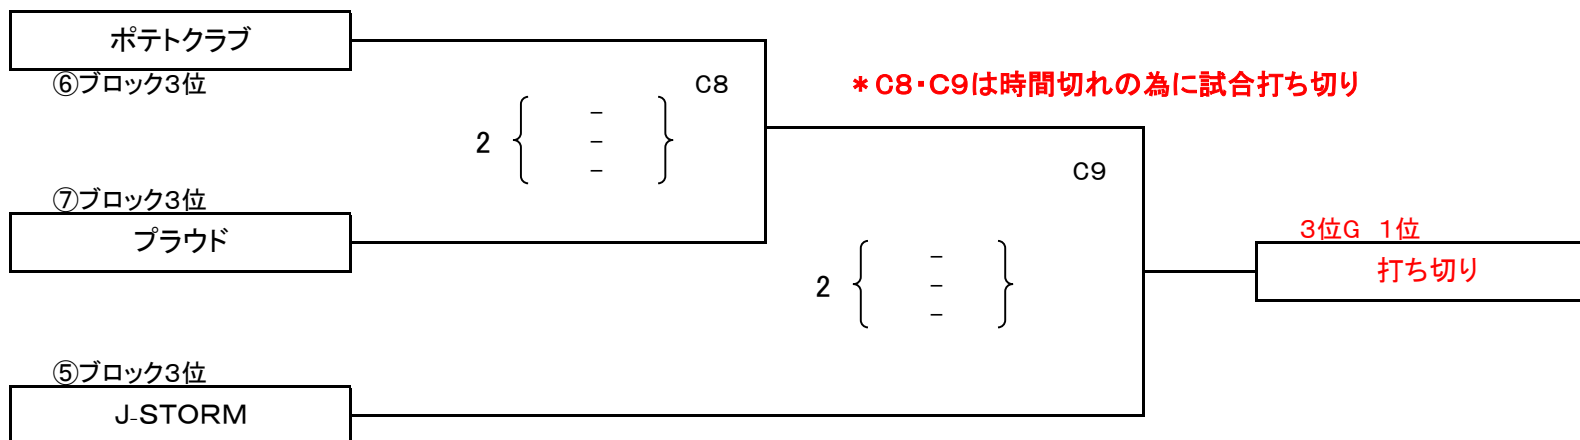 ポテトクラブ
⑥ブロック3位
C8
*C8・C9は時間切れの為に試合打ち切り
-
2 -
-
C9
⑦ブロック3位
プラウド
3位G 1位
打ち切り
-
2 -
-
⑤ブロック3位
J-STORM